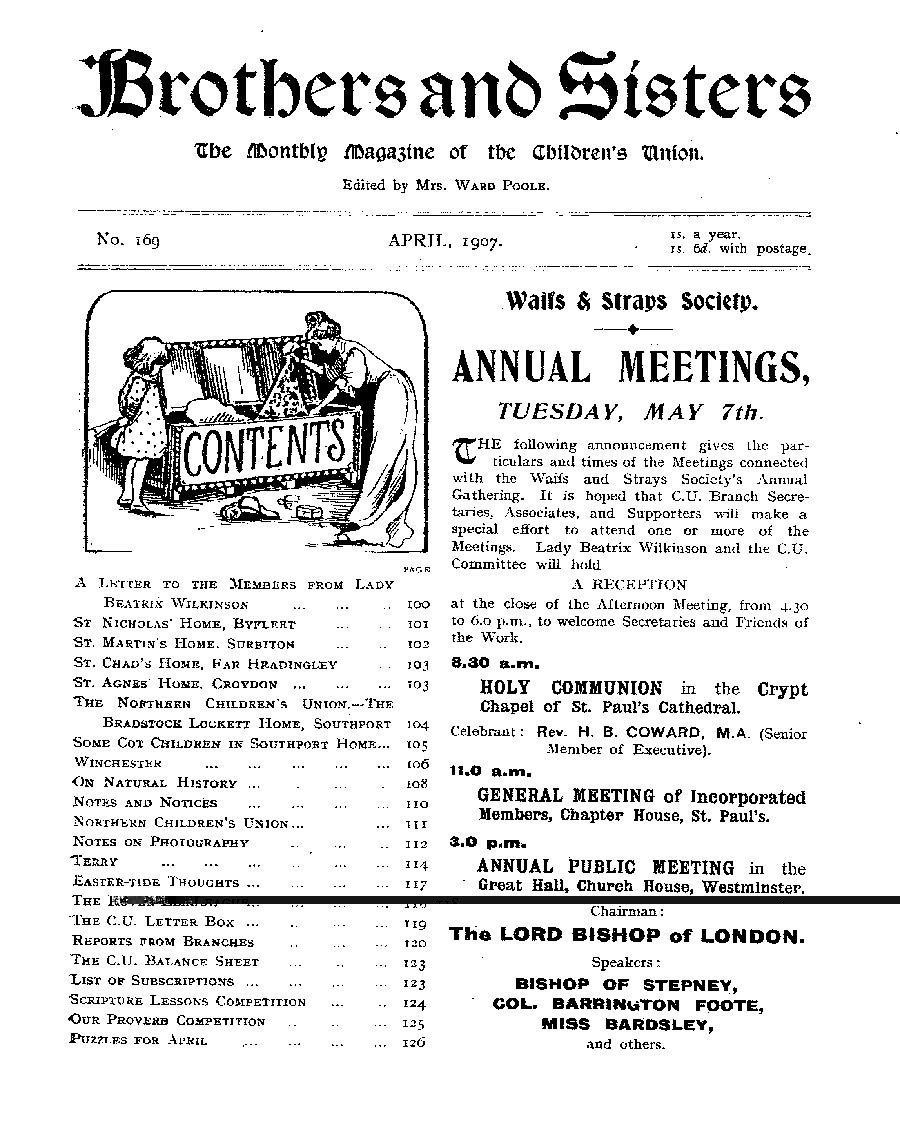 Brothers and Sisters
The Monthly Magazine of the Children's Union.
Edited by Mrs. WARD POOLE.
No. 169
APRIL, 1907.
1s. a year.
1s. 6d. with postage.
CONTENTS
PAGE
A LETTER TO THE MEMBERS FROM LADY
BEATRIX WILKINSON ... ... .. 100
ST. NICHOLAS' HOME, BYFLEET ... .. 101
ST. MARTIN'S HOME, SURBITON ... .. 102
ST. CHAD'S HOME, FAR HEADINGLEY .. 103
ST. AGNES' HOME, CROYDON ... ... ... 103
THE NORTHERN CHILDREN'S UNION.—THE
BRADSTOCK LOCKETT HOME, SOUTHPORT 104
SOME COT CHILDREN IN SOUTHPORT HOME... 105
WINCHESTER ... ... ... ... ... 106
ON NATURAL HISTORY ... . ... . 108
NOTES AND NOTICES ... ... ... ... 110
NORTHERN CHILDREN'S UNION... ... 111
NOTES ON PHOTOGRAPHY .. .. .. 112
TERRY ... ... ... .. ... ... 114
EASTER-TIDE THOUGHTS ... ... ... ... 117
THE
THE C.U. LETTER BOX ... .. ... ... 119
REPORTS FROM BRANCHES .. .. ... 120
THE C.U. BALANCE SHEET ... .. ... 123
LIST OF SUBSCRIPTIONS ... ... ... ... 123
SCRIPTURE LESSONS COMPETITION ... .. 124
OUR PROVERB COMPETITION .. .. ... 125
PUZZLES FOR APRIL ... ... ... ... 126
Waifs & Strays Society.
ANNUAL MEETINGS,
TUESDAY, MAY 7th.
THE following announcement gives the par-
ticulars and times of the Meetings connected
with the Waifs and Strays Society's Annual
Gathering. It is hoped that C.U. Branch Secre-
taries, Associates, and Supporters will make a
special effort to attend one or more of the
Meetings. Lady Beatrix Wilkinson and the C.U.
Committee will hold
A RECEPTION
at the close of the Afternoon Meeting, from 4.30
to 6.0 p.m., to welcome Secretaries and Friends of
the Work.
8.30 a.m.
HOLY COMMUNION in the Crypt
Chapel of St. Paul's Cathedral.
Celebrant: Rev. H. B. COWARD, M.A. (Senior
Member of Executive).
11.0 a.m.
GENERAL MEETING of Incorporated
Members, Chapter House, St. Paul's.
3.0 p.m.
ANNUAL PUBLIC MEETING in the
Great Hall, Church House, Westminster.
Chairman:
The LORD BISHOP of LONDON.
Speakers:
BISHOP OF STEPNEY,
COL. BARRINGTON FOOTE,
MISS BARDSLEY,
and others.